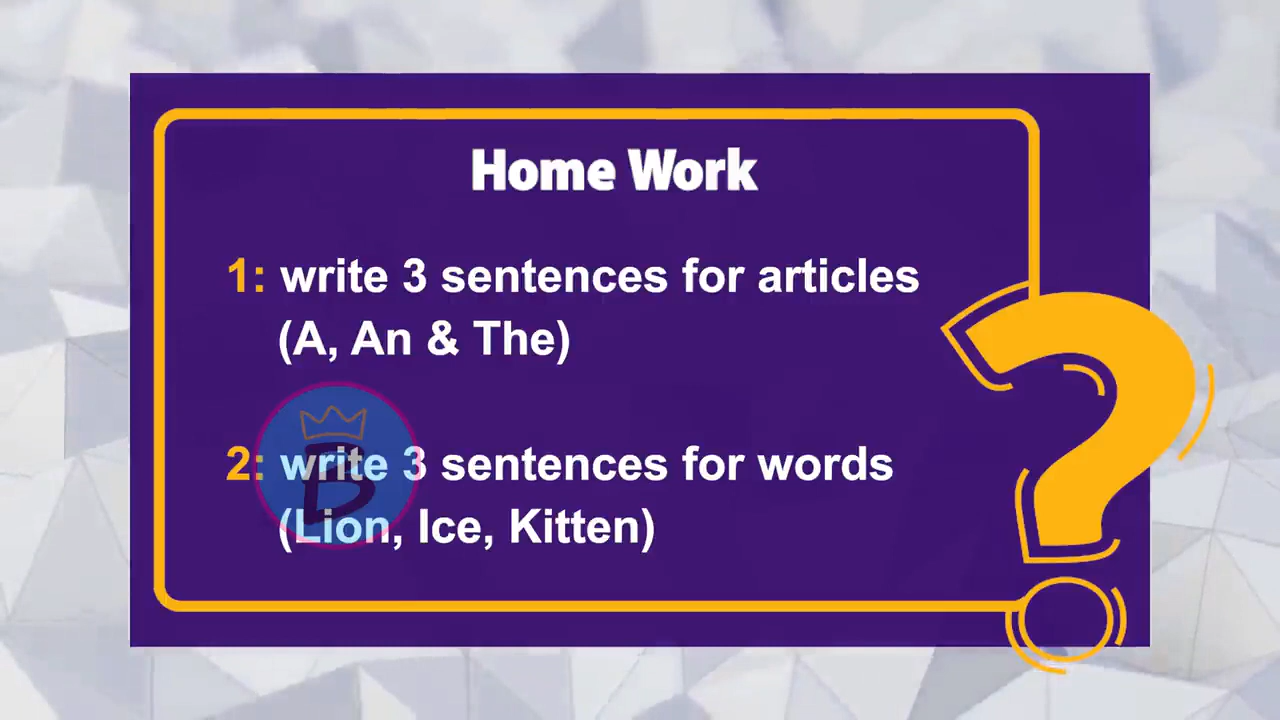 Home Work
1: write 3 sentences for articles
(A, An & The)
B
2: write 3 sentences for words
(Lion, Ice, Kitten)